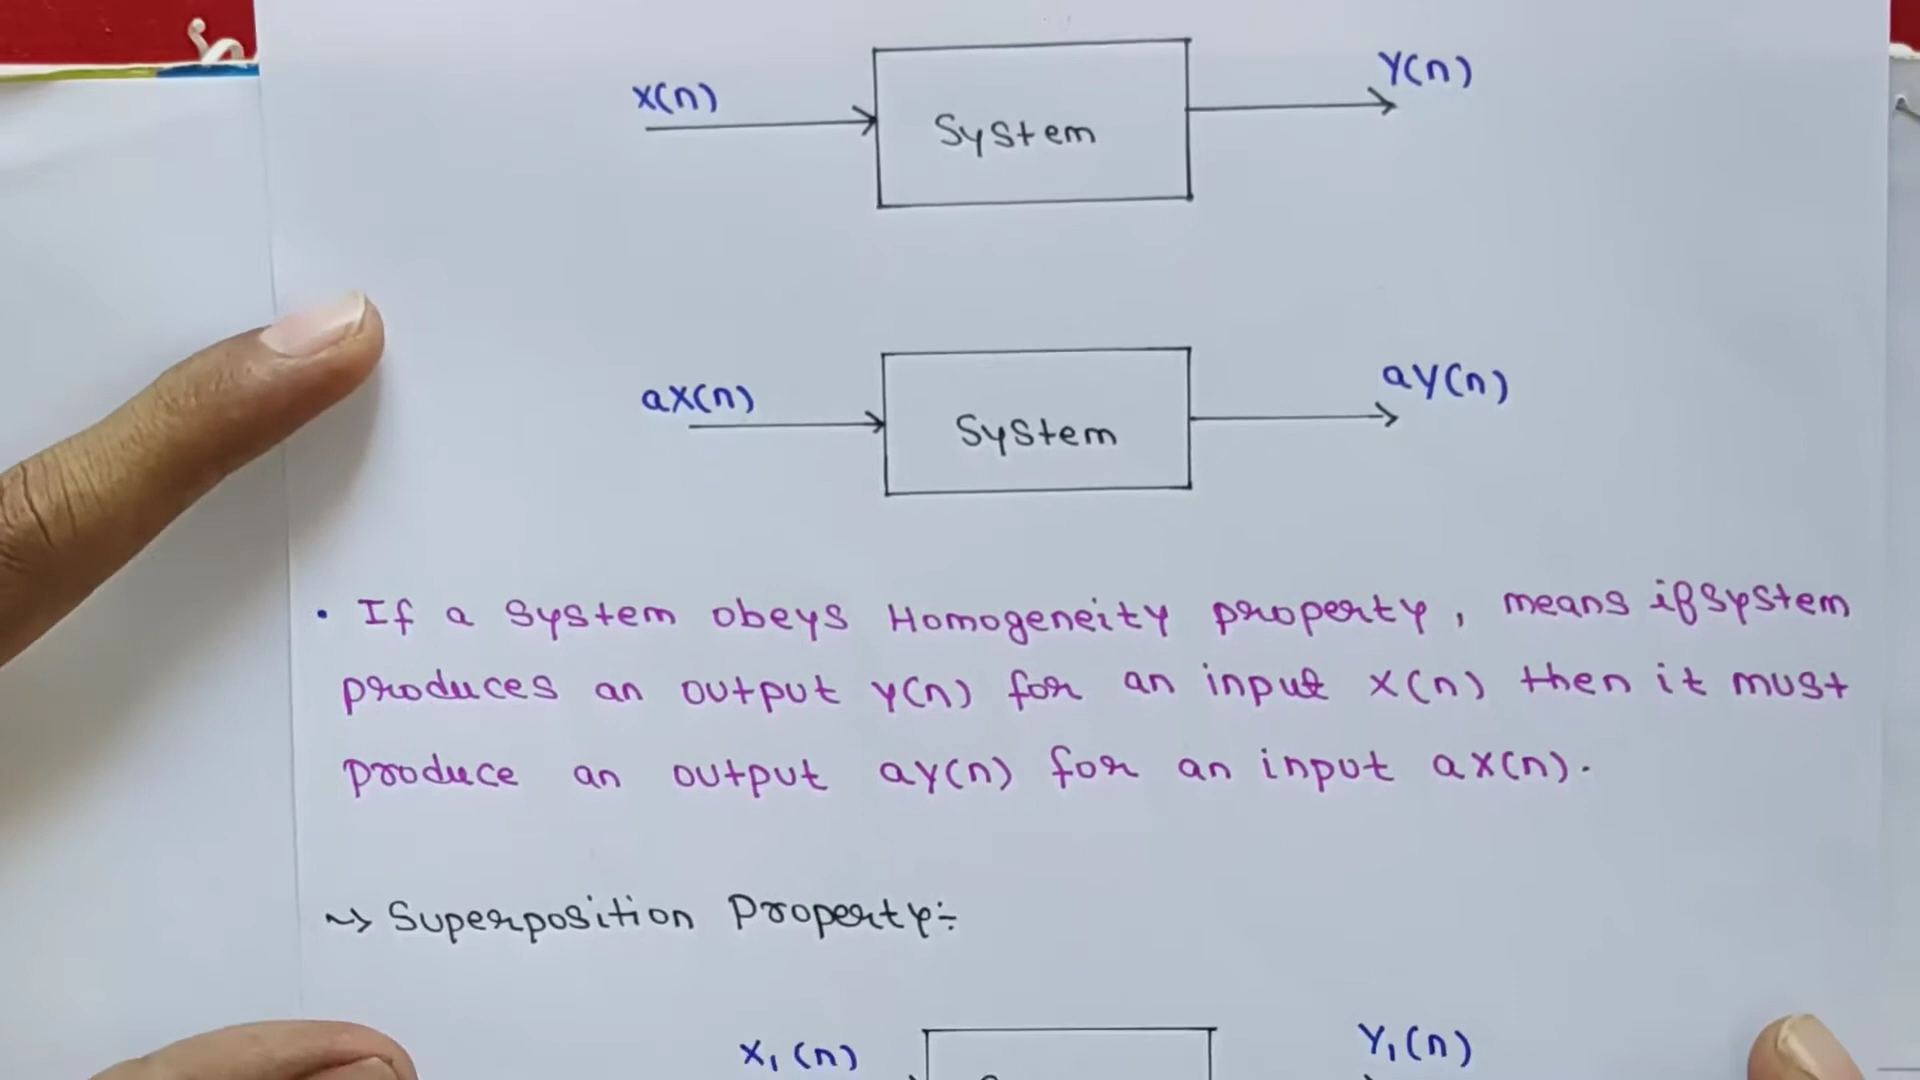 x(n) System Y(n)
ax(n) System ay(n)
• If a system obeys Homogeneity property, means if system
produces an output y(n) for an input x(n) then it must
produce an output ay(n) for an input ax(n).
~> Superposition Property:-
x₁(n) Y₁(n)